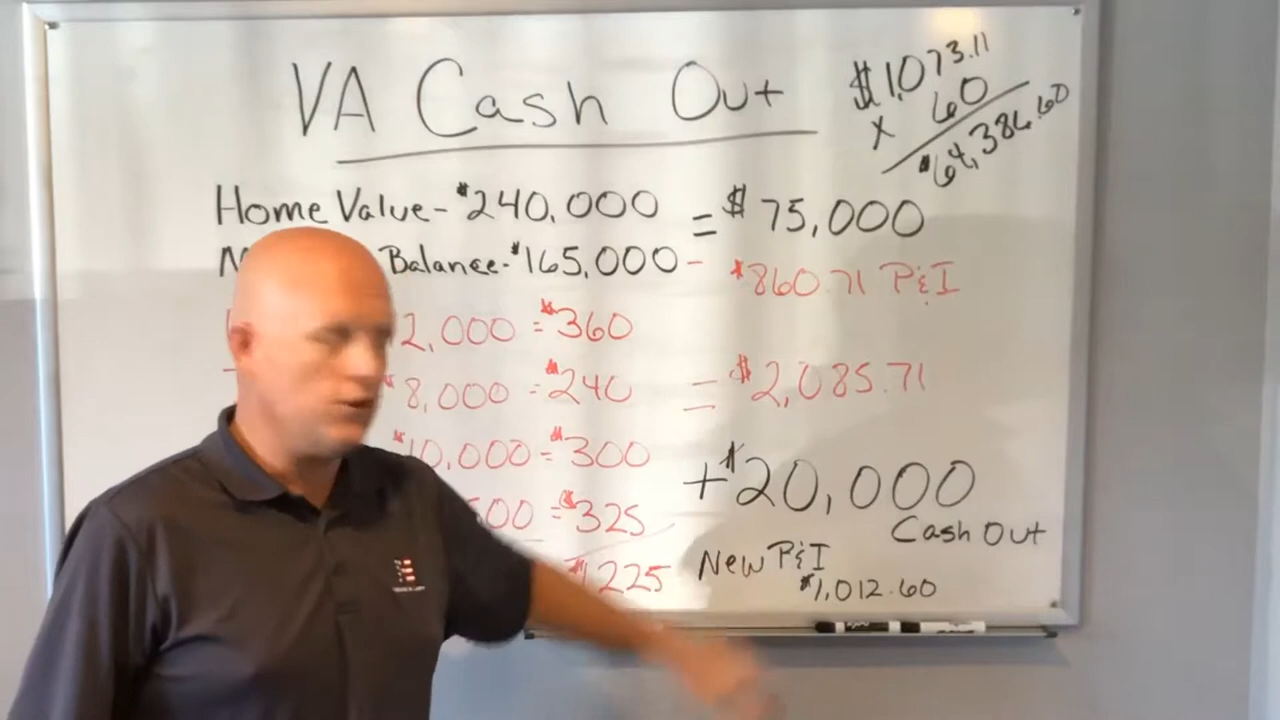 VA Cash Out
$1,073.11
x 60
$64,386.60
Home Value - $240,000 = $75,000
Balance - $165,000 - $860.71 P&I
2,000 = $360
$8,000 = $240 = $2,085.71
$10,000 = $300
500 = $325
+ $20,000
Cash Out
$1225
New P&I
$1,012.60